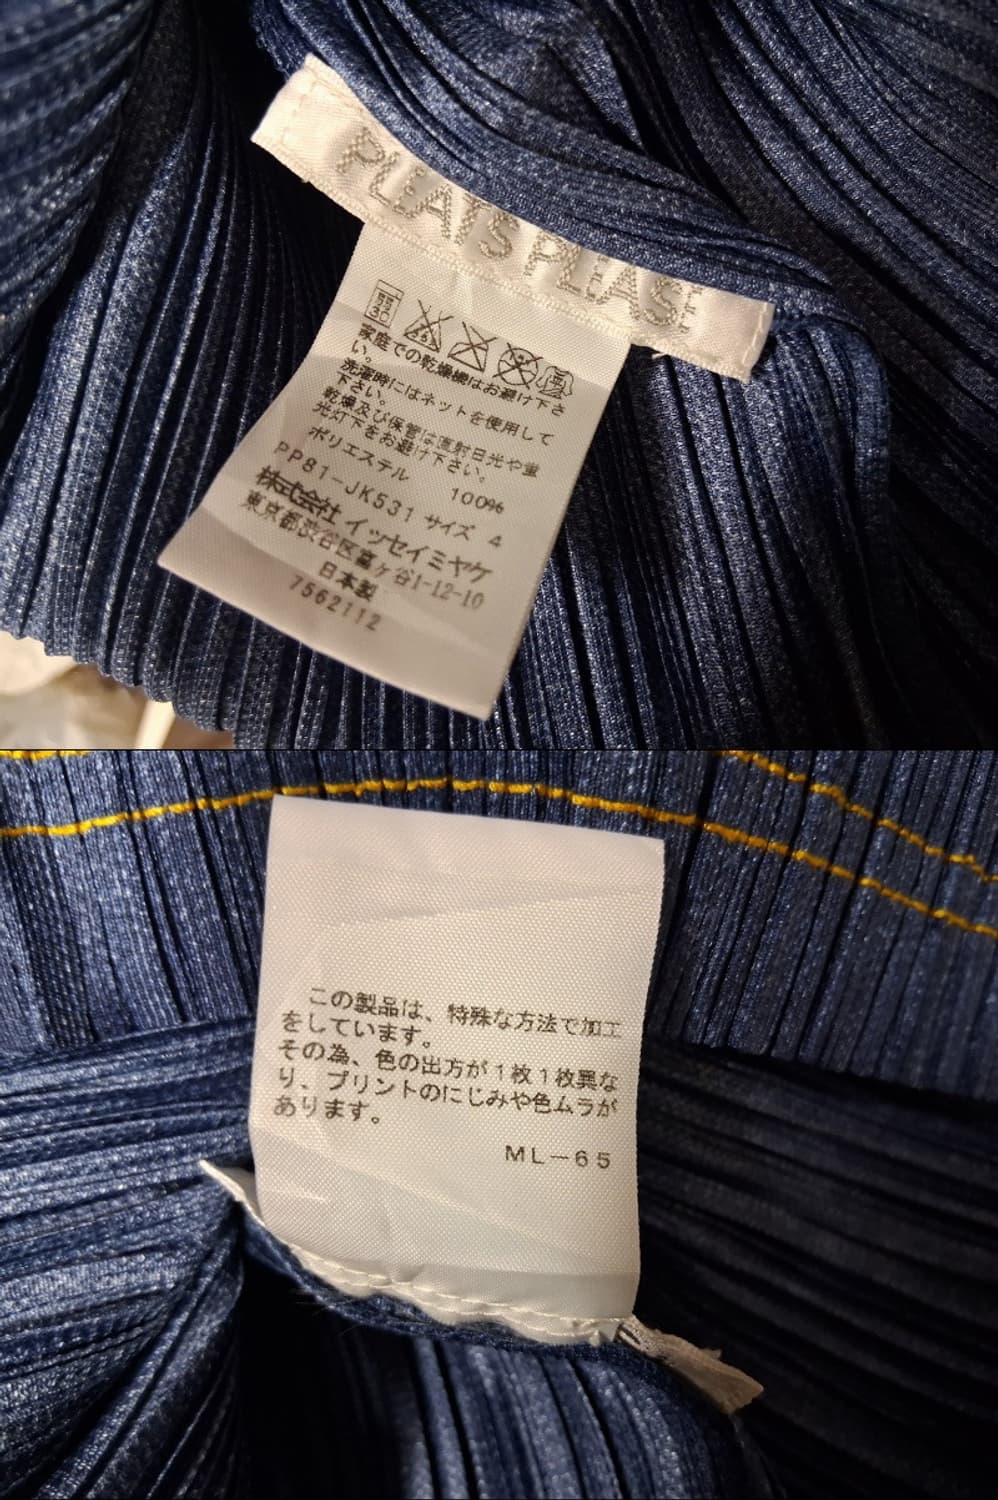 PLEATS PLEASE
家庭での乾燥機はお避け下さ
い。
洗濯時にはネットを使用して
下さい。
乾燥及び保管は直射日光や蛍
光灯下をお避け下さい。
ポリエステル 100%
PP81-JK531 サイズ 4
株式会社 イッセイミヤケ
東京都渋谷区富ヶ谷1-12-10
日本製
7562112
この製品は、特殊な方法で加工
をしています。
その為、色の出方が1枚1枚異な
り、プリントのにじみや色ムラが
あります。
ML-65